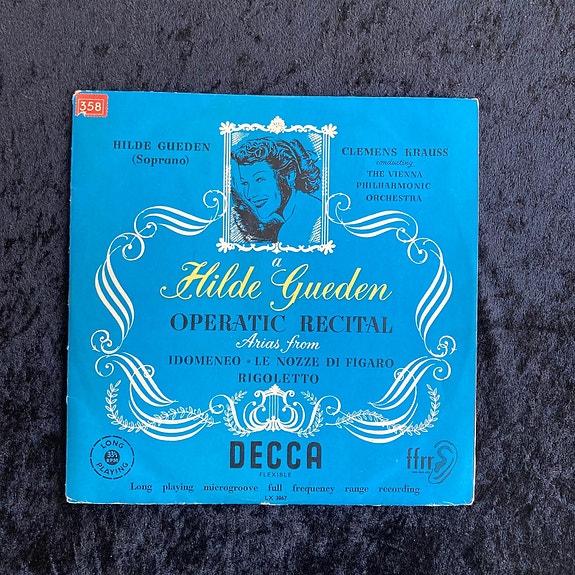 358
HILDE GUEDEN
(Soprano)
CLEMENS KRAUSS
conducting
THE VIENNA
PHILHARMONIC
ORCHESTRA
a
Hilde Gueden
OPERATIC RECITAL
Arias from
IDOMENEO • LE NOZZE DI FIGARO
RIGOLETTO
LONG
33⅓
RPM
PLAYING
DECCA
FLEXIBLE
ffrr
Long playing microgroove full frequency range recording
LX 3067